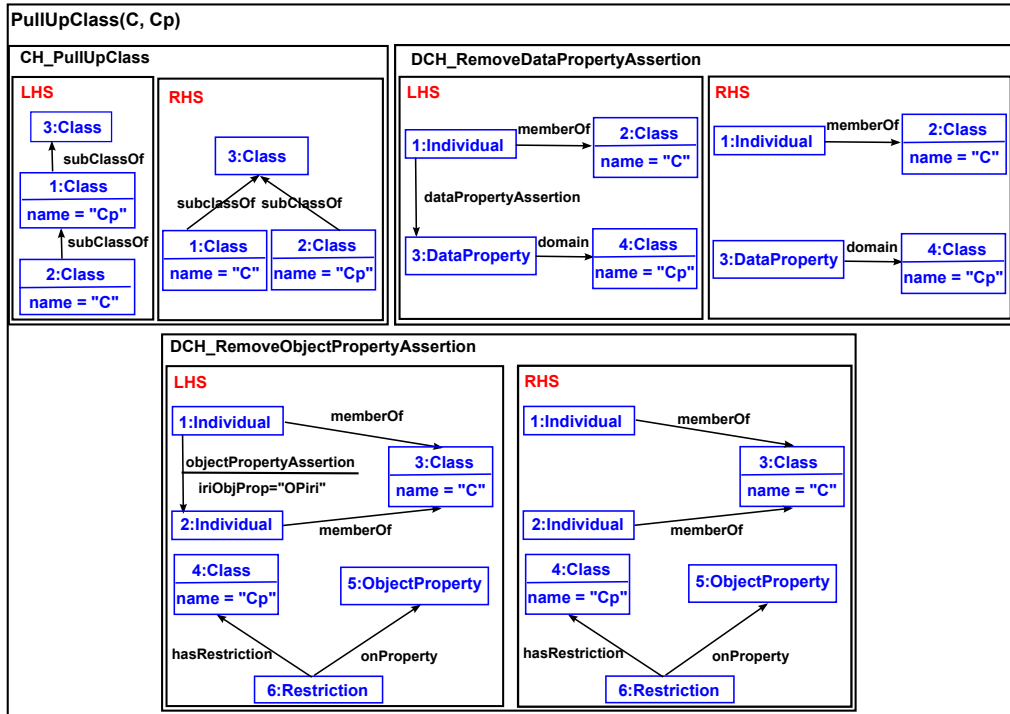 PullUpClass(C, Cp)
CH_PullUpClass
LHS
3:Class
subClassOf
1:Class
name = "Cp"
subClassOf
2:Class
name = "C"
RHS
3:Class
subclassOf
subClassOf
1:Class
name = "C"
2:Class
name = "Cp"
DCH_RemoveDataPropertyAssertion
LHS
1:Individual
memberOf
2:Class
name = "C"
dataPropertyAssertion
3:DataProperty
domain
4:Class
name = "Cp"
RHS
1:Individual
memberOf
2:Class
name = "C"
3:DataProperty
domain
4:Class
name = "Cp"
DCH_RemoveObjectPropertyAssertion
LHS
1:Individual
memberOf
objectPropertyAssertion
iriObjProp="OPiri"
3:Class
name = "C"
2:Individual
memberOf
4:Class
name = "Cp"
5:ObjectProperty
hasRestriction
onProperty
6:Restriction
RHS
1:Individual
memberOf
3:Class
name = "C"
2:Individual
memberOf
4:Class
name = "Cp"
5:ObjectProperty
hasRestriction
onProperty
6:Restriction